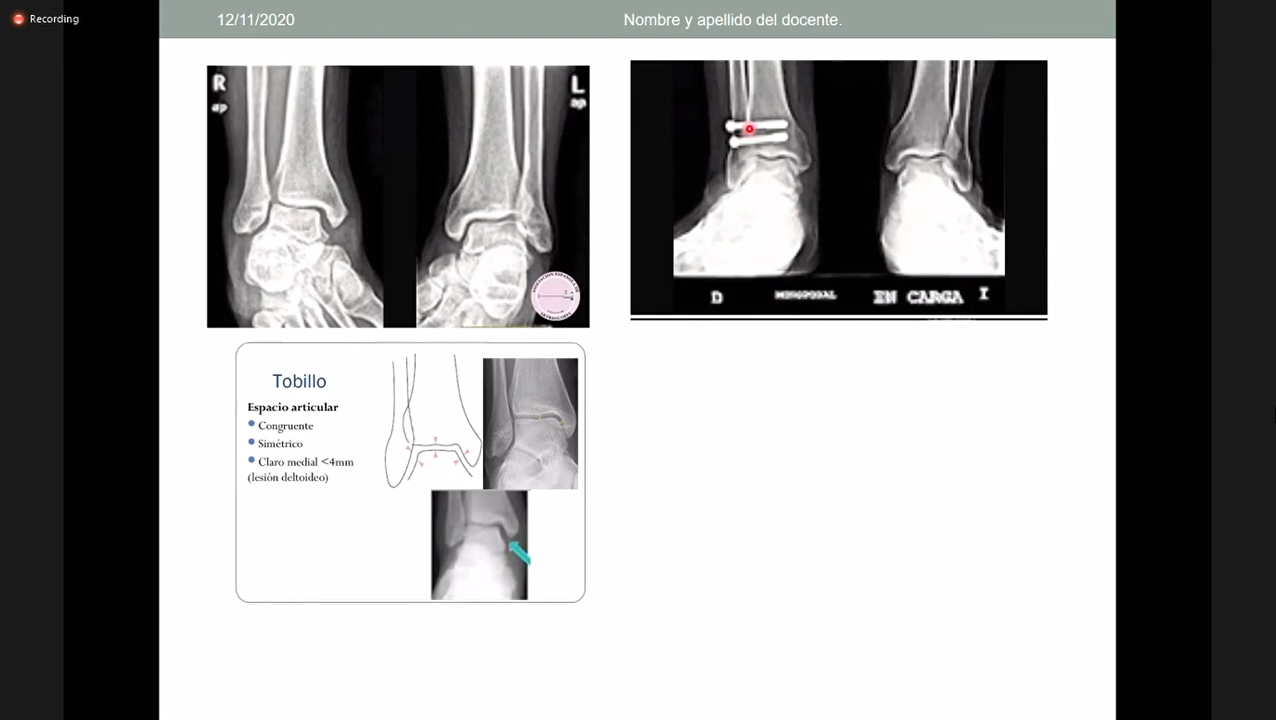 Recording
12/11/2020
Nombre y apellido del docente.
R
ap
L
ap
D
EN CARGA
I
Tobillo
Espacio articular
Congruente
Simétrico
Claro medial <4mm
(lesión deltoideo)